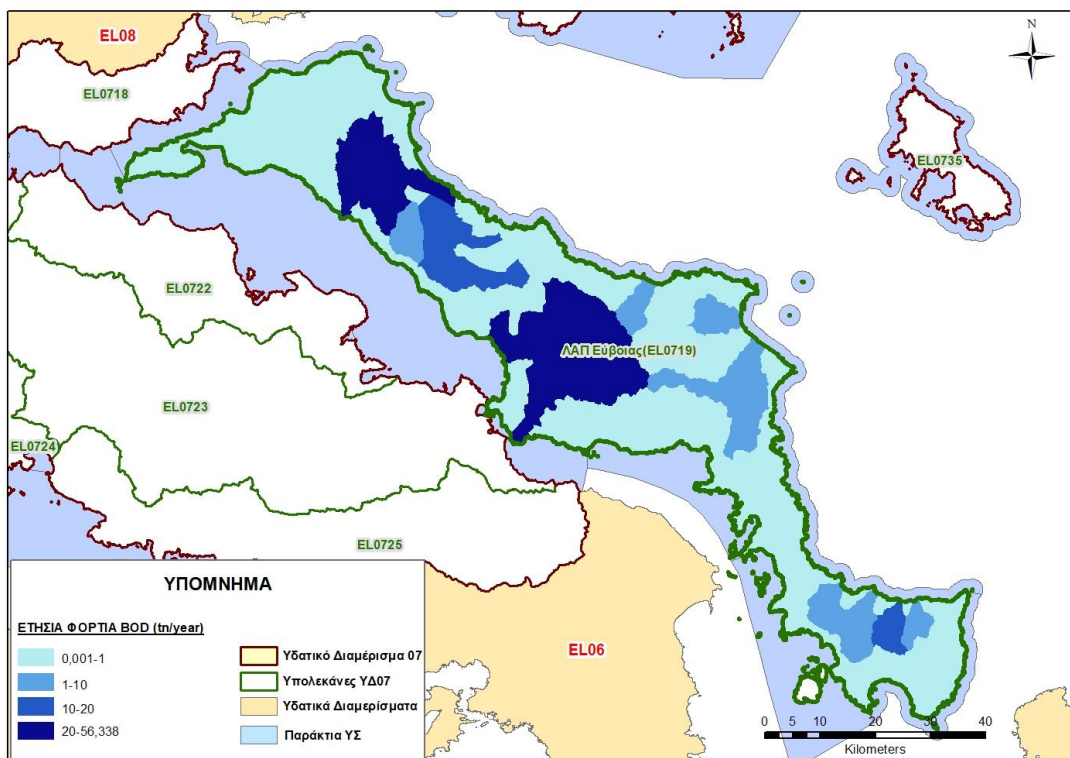 EL08
N
EL0718
EL0735
EL0722
ΛΑΠ Εύβοιας(EL0719)
EL0723
EL0724
EL0725
ΥΠΟΜΝΗΜΑ
ΕΤΗΣΙΑ ΦΟΡΤΙΑ BOD (tn/year)
0,001-1
1-10
10-20
20-56,338
Υδατικό Διαμέρισμα 07
Υπολεκάνες ΥΔ07
Υδατικά Διαμερίσματα
Παράκτια ΥΣ
EL06
0 5 10 20 30 40
Kilometers